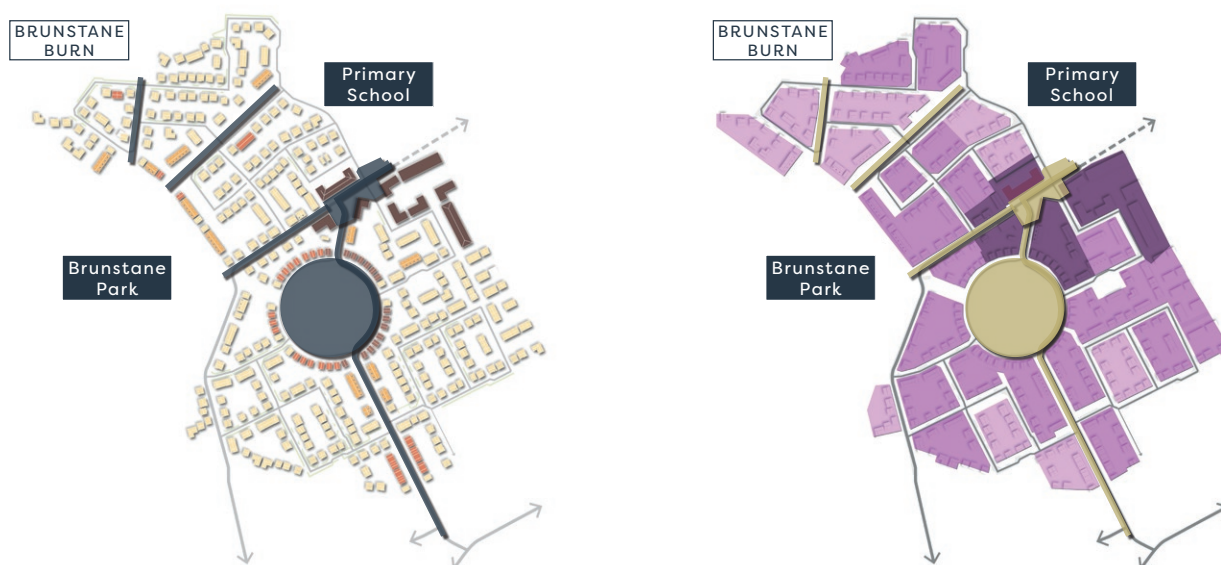 BRUNSTANE
BURN
Primary
School
Brunstane
Park
BRUNSTANE
BURN
Primary
School
Brunstane
Park